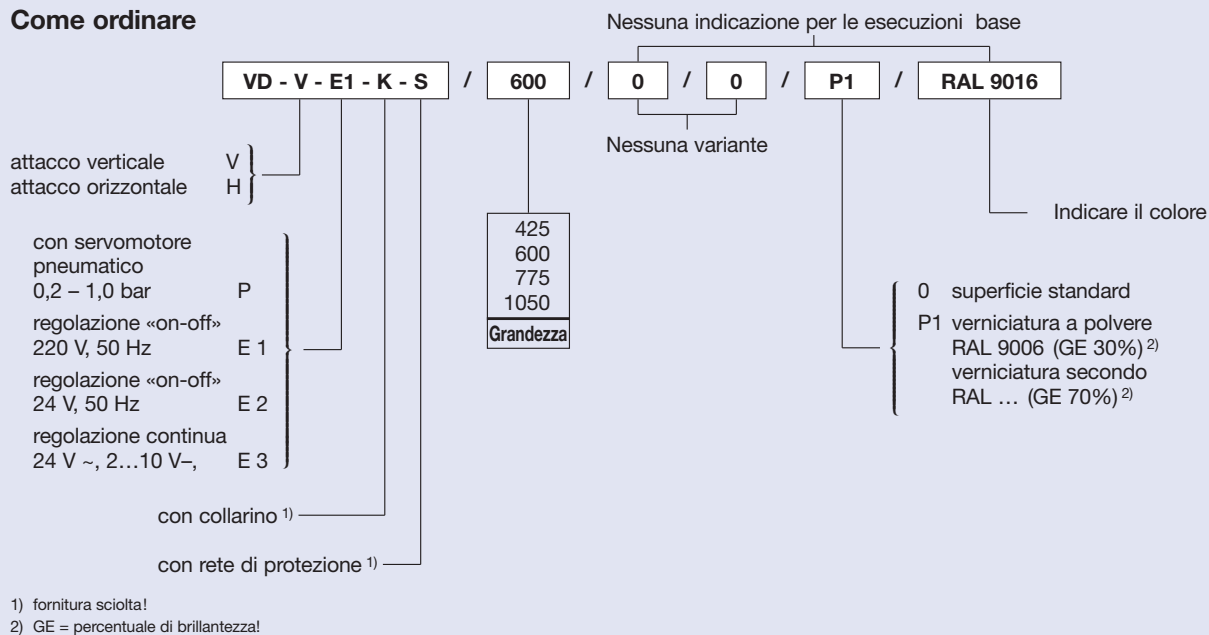 Come ordinare
Nessuna indicazione per le esecuzioni base
VD - V - E1 - K - S / 600 / 0 / 0 / P1 / RAL 9016
Nessuna variante
attacco verticale V
attacco orizzontale H
Indicare il colore
425
600
775
1050
Grandezza
con servomotore
pneumatico
0,2 – 1,0 bar P
regolazione «on-off»
220 V, 50 Hz E 1
regolazione «on-off»
24 V, 50 Hz E 2
regolazione continua
24 V ~, 2…10 V–, E 3
0 superficie standard
P1 verniciatura a polvere
RAL 9006 (GE 30%) 2)
verniciatura secondo
RAL … (GE 70%) 2)
con collarino 1)
con rete di protezione 1)
1) fornitura sciolta!
2) GE = percentuale di brillantezza!